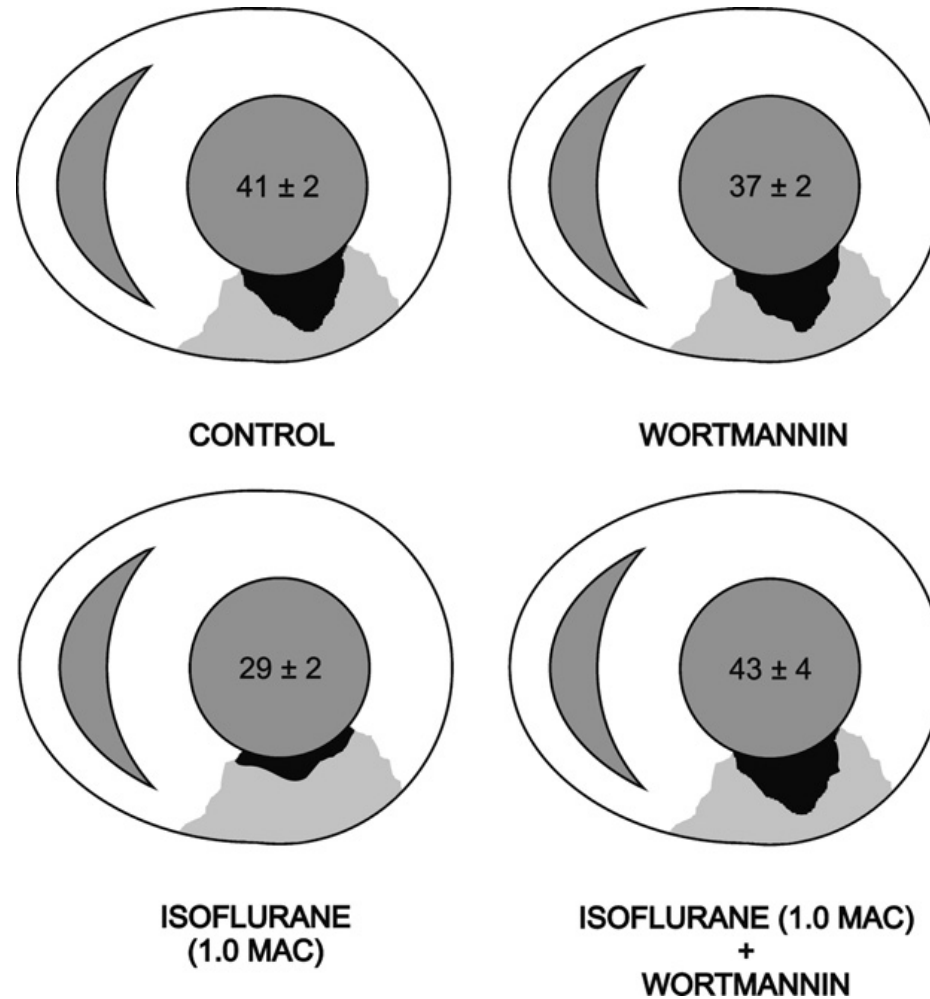 41 ± 2
37 ± 2
CONTROL
WORTMANNIN
29 ± 2
43 ± 4
ISOFLURANE
(1.0 MAC)
ISOFLURANE (1.0 MAC)
+
WORTMANNIN